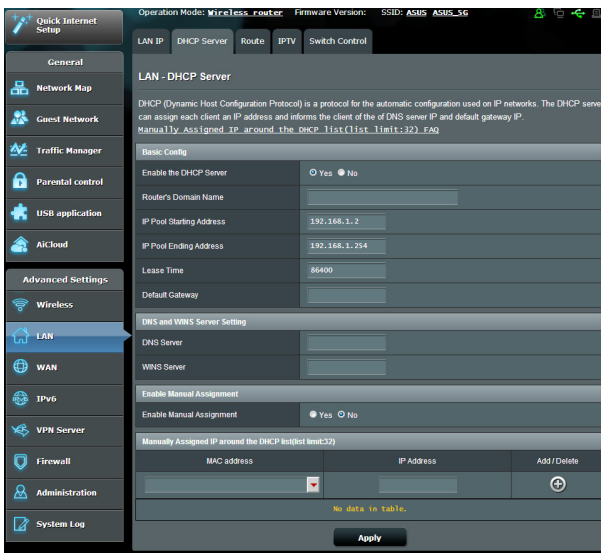 Quick Internet
Setup
General
Network Map
Guest Network
Traffic Manager
Parental control
USB application
AiCloud
Advanced Settings
Wireless
LAN
WAN
IPv6
VPN Server
Firewall
Administration
System Log
Operation Mode: Wireless router Firmware Version: SSID: ASUS ASUS_5G
LAN IP DHCP Server Route IPTV Switch Control
LAN - DHCP Server
DHCP (Dynamic Host Configuration Protocol) is a protocol for the automatic configuration used on IP networks. The DHCP serve
can assign each client an IP address and informs the client of the of DNS server IP and default gateway
IP.
Manually Assigned IP around the DHCP list(list limit:32) FAQ
Basic Config
Enable the DHCP Server Yes No
Router's Domain Name
IP Pool Starting Address 192.168.1.2
IP Pool Ending Address 192.168.1.254
Lease Time 86400
Default Gateway
DNS and WINS Server Setting
DNS Server
WINS Server
Enable Manual Assignment
Enable Manual Assignment Yes No
Manually Assigned IP around the DHCP list(list limit:32)
MAC address IP Address Add / Delete
No data in table.
Apply